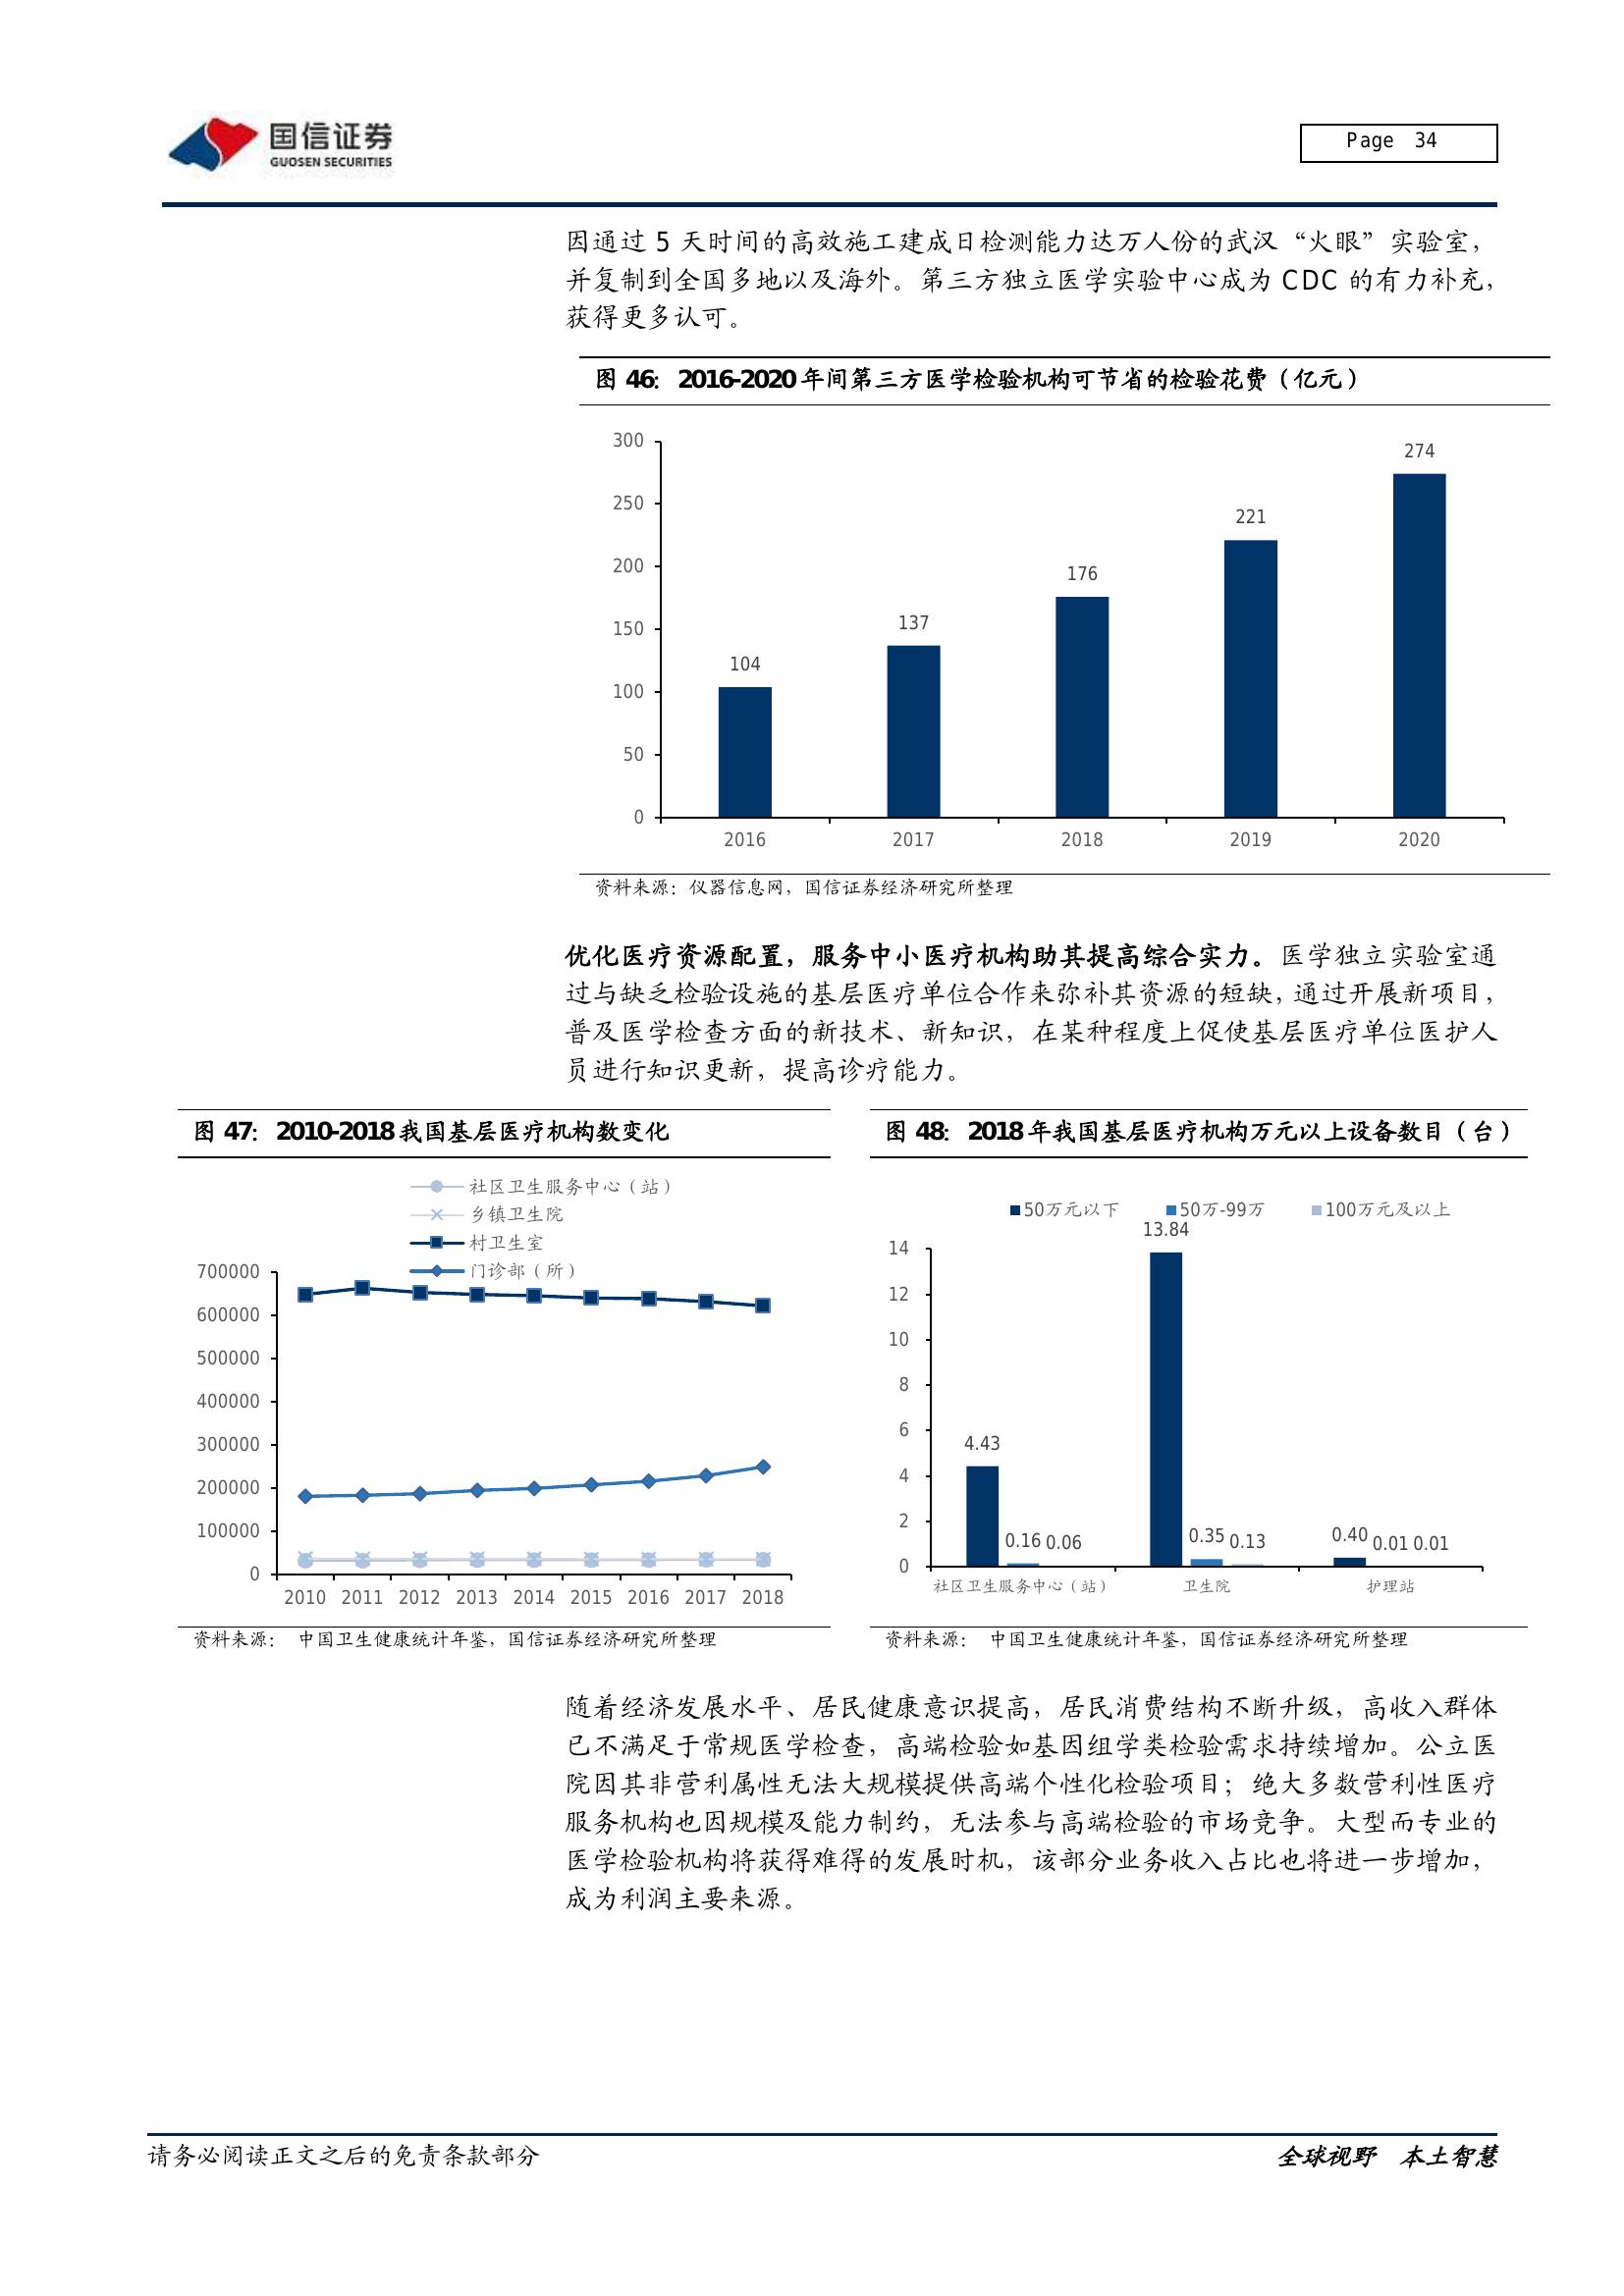 国信证券
GUOSEN SECURITIES
Page 34
因通过 5 天时间的高效施工建成日检测能力达万人份的武汉“火眼”实验室，
并复制到全国多地以及海外。第三方独立医学实验中心成为 CDC 的有力补充，
获得更多认可。
图 46：2016-2020 年间第三方医学检验机构可节省的检验花费（亿元）
300
250
200
150
100
50
0
104
137
176
221
274
2016 2017 2018 2019 2020
资料来源：仪器信息网，国信证券经济研究所整理
优化医疗资源配置，服务中小医疗机构助其提高综合实力。医学独立实验室通
过与缺乏检验设施的基层医疗单位合作来弥补其资源的短缺，通过开展新项目，
普及医学检查方面的新技术、新知识，在某种程度上促使基层医疗单位医护人
员进行知识更新，提高诊疗能力。
图 47：2010-2018 我国基层医疗机构数变化
社区卫生服务中心（站）
乡镇卫生院
村卫生室
门诊部（所）
700000
600000
500000
400000
300000
200000
100000
0
2010 2011 2012 2013 2014 2015 2016 2017 2018
资料来源： 中国卫生健康统计年鉴，国信证券经济研究所整理
图 48：2018 年我国基层医疗机构万元以上设备数目（台）
50万元以下 50万-99万 100万元及以上
14
12
10
8
6
4
2
0
4.43
0.16 0.06
13.84
0.35 0.13
0.40 0.01 0.01
社区卫生服务中心（站） 卫生院 护理站
资料来源： 中国卫生健康统计年鉴，国信证券经济研究所整理
随着经济发展水平、居民健康意识提高，居民消费结构不断升级，高收入群体
已不满足于常规医学检查，高端检验如基因组学类检验需求持续增加。公立医
院因其非营利属性无法大规模提供高端个性化检验项目；绝大多数营利性医疗
服务机构也因规模及能力制约，无法参与高端检验的市场竞争。大型而专业的
医学检验机构将获得难得的发展时机，该部分业务收入占比也将进一步增加，
成为利润主要来源。
请务必阅读正文之后的免责条款部分
全球视野 本土智慧